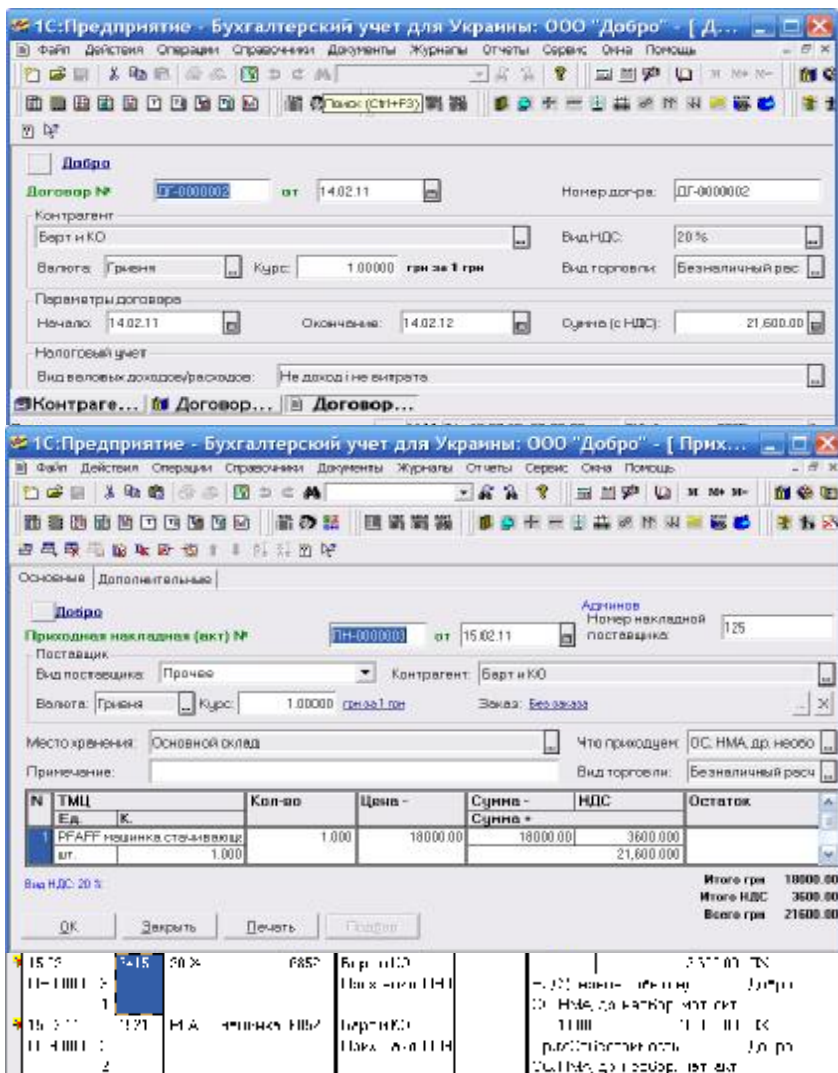 1С:Предприятие - Бухгалтерский учет для Украины: ООО "Добро" - [ Д...
Файл Действия Операции Справочники Документы Журналы Отчеты Сервис Окна Помощь
M M+ M-
Поиск (Ctrl+F3)
Добро
Договор № ДГ-0000002 от 14.02.11 Номер дог-ра: ДГ-0000002
Контрагент
Барт и КО Вид НДС: 20 %
Валюта: Гривня Курс: 1.00000 грн за 1 грн Вид торговли: Безналичный рас
Параметры договора
Начало: 14.02.11 Окончание: 14.02.12 Сумма (с НДС): 21,600.00
Налоговый учет
Вид валовых доходов/расходов: Не доход і не витрата
Контраге... Договор... Договор...
1С:Предприятие - Бухгалтерский учет для Украины: ООО "Добро" - [ Прих...
Файл Действия Операции Справочники Документы Журналы Отчеты Сервис Окна Помощь
M M+ M-
Основные Дополнительные
Добро Админов
Приходная накладная (акт) № ПН-0000003 от 15.02.11 Номер накладной поставщика: 125
Поставщик
Вид поставщика: Прочее Контрагент: Барт и КО
Валюта: Гривня Курс: 1.00000 грн за 1 грн Заказ: Без заказа
Место хранения: Основной склад Что приходуем: ОС, НМА, др. необо
Примечание: Вид торговли: Безналичный расч
N ТМЦ Кол-во Цена - Сумма - НДС Остаток
Ед. К. Сумма +
1 PFAFF машинка стачивающа 1.000 18000.00 18000.00 3600.000
шт. 1.000 21,600.000
Вид НДС: 20 % Итого грн 18000.00
Итого НДС 3600.00
Всего грн 21600.00
OK Закрыть Печать Подбор
Барт и КО
1
Барт и КО
2